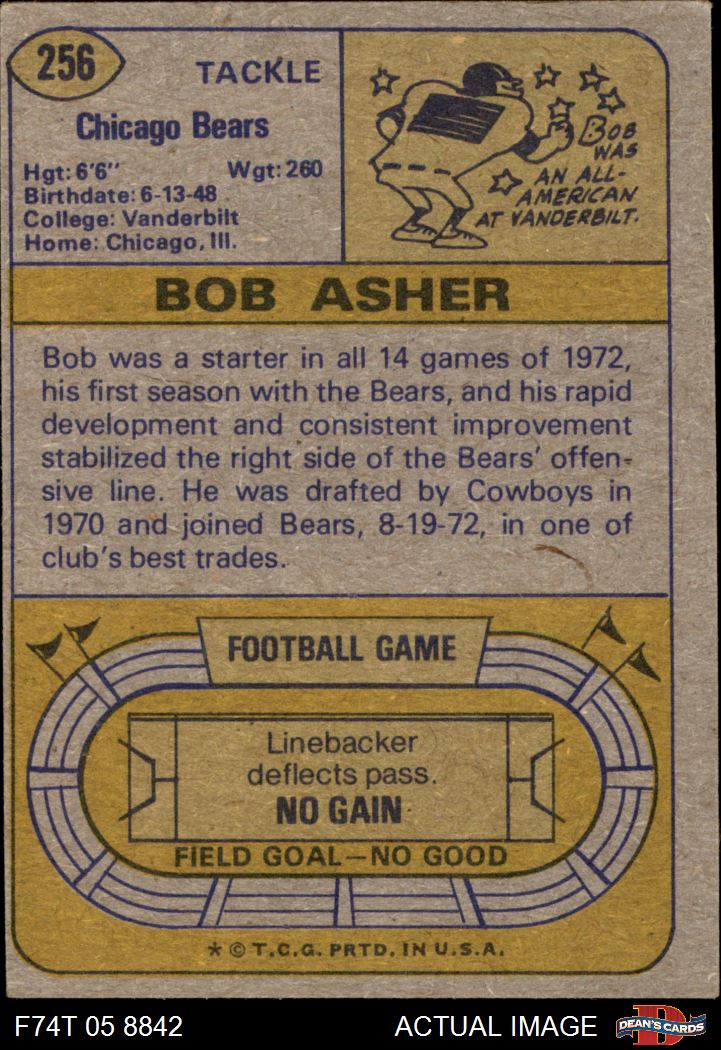 256
TACKLE
Chicago Bears
Hgt: 6'6" Wgt: 260
Birthdate: 6-13-48
College: Vanderbilt
Home: Chicago, Ill.
BOB
WAS
AN ALL-
AMERICAN
AT VANDERBILT.
BOB ASHER
Bob was a starter in all 14 games of 1972,
his first season with the Bears, and his rapid
development and consistent improvement
stabilized the right side of the Bears' offen-
sive line. He was drafted by Cowboys in
1970 and joined Bears, 8-19-72, in one of
club's best trades.
FOOTBALL GAME
Linebacker
deflects pass.
NO GAIN
FIELD GOAL—NO GOOD
* © T.C.G. PRTD. IN U.S.A.
F74T 05 8842 ACTUAL IMAGE
DEAN'S CARDS